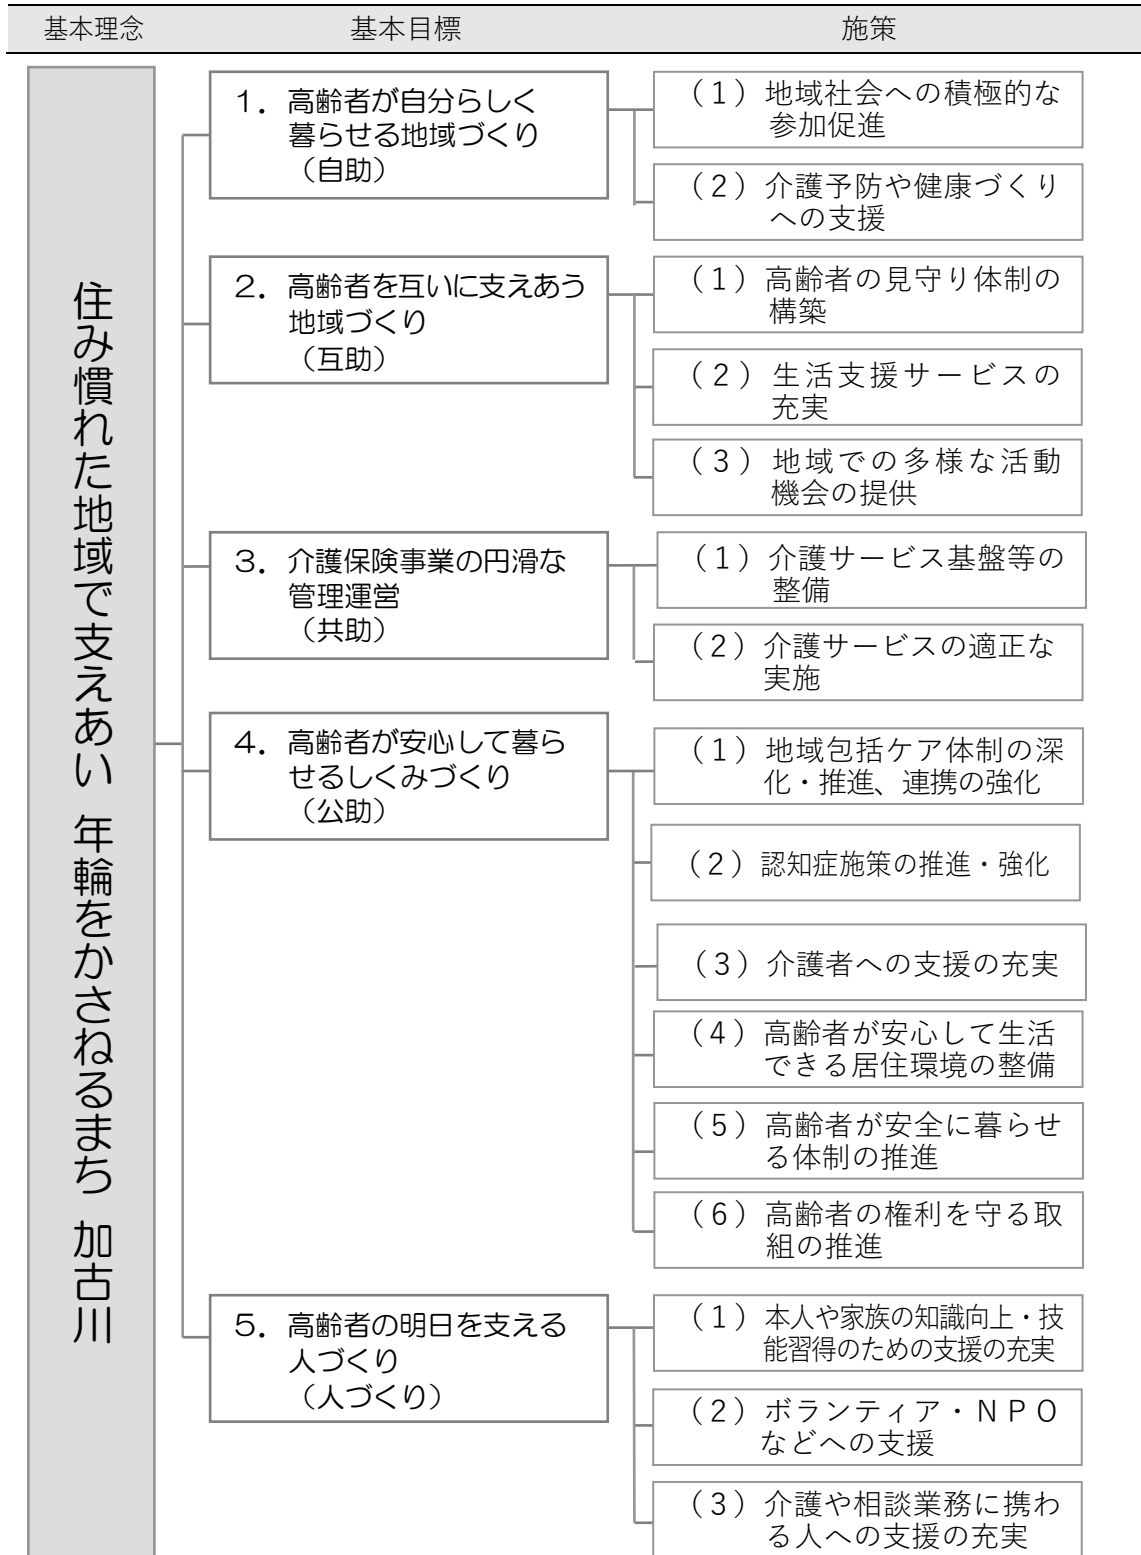 基本理念 基本目標 施策
住み慣れた地域で支えあい 年輪をかさねるまち 加古川
１．高齢者が自分らしく
暮らせる地域づくり
（自助）
（１）地域社会への積極的な
参加促進
（２）介護予防や健康づくり
への支援
２．高齢者を互いに支えあう
地域づくり
（互助）
（１）高齢者の見守り体制の
構築
（２）生活支援サービスの
充実
（３）地域での多様な活動
機会の提供
３．介護保険事業の円滑な
管理運営
（共助）
（１）介護サービス基盤等の
整備
（２）介護サービスの適正な
実施
４．高齢者が安心して暮ら
せるしくみづくり
（公助）
（１）地域包括ケア体制の深
化・推進、連携の強化
（２）認知症施策の推進・強化
（３）介護者への支援の充実
（４）高齢者が安心して生活
できる居住環境の整備
（５）高齢者が安全に暮らせ
る体制の推進
（６）高齢者の権利を守る取
組の推進
５．高齢者の明日を支える
人づくり
（人づくり）
（１）本人や家族の知識向上・技
能習得のための支援の充実
（２）ボランティア・ＮＰＯ
などへの支援
（３）介護や相談業務に携わ
る人への支援の充実